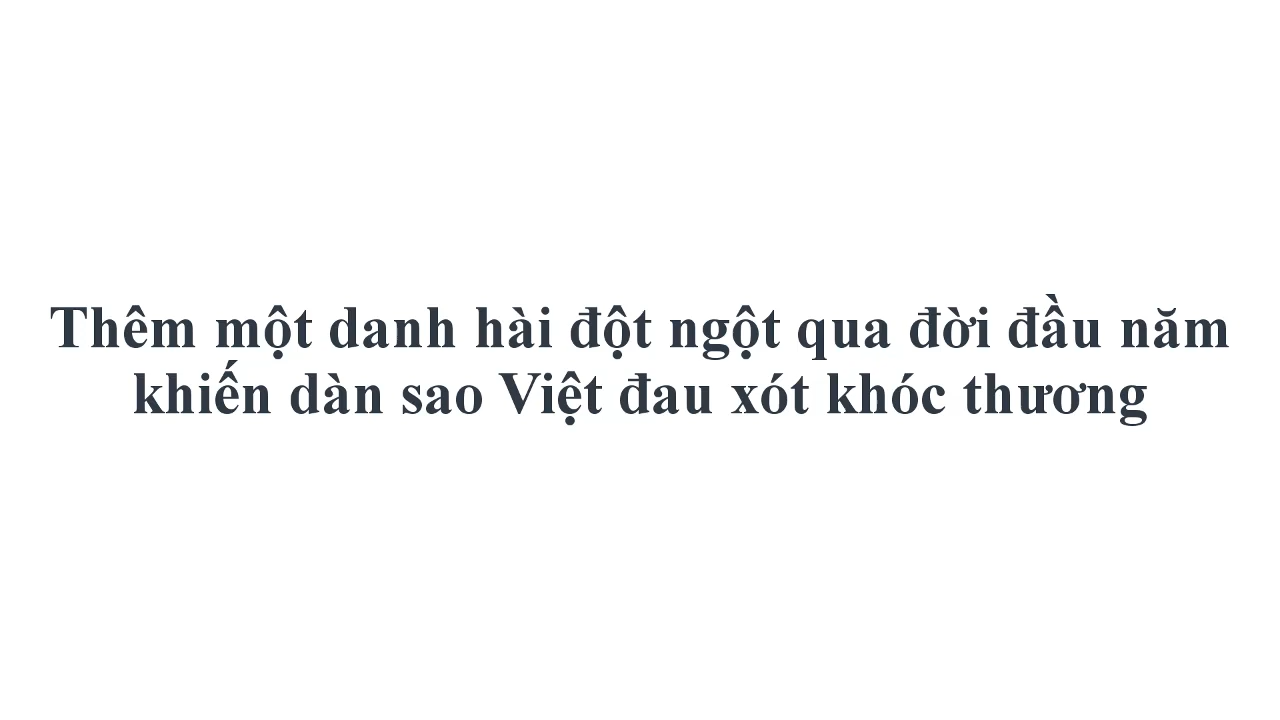 Thêm một danh hài đột ngột qua đời đầu năm
khiến dàn sao Việt đau xót khóc thương